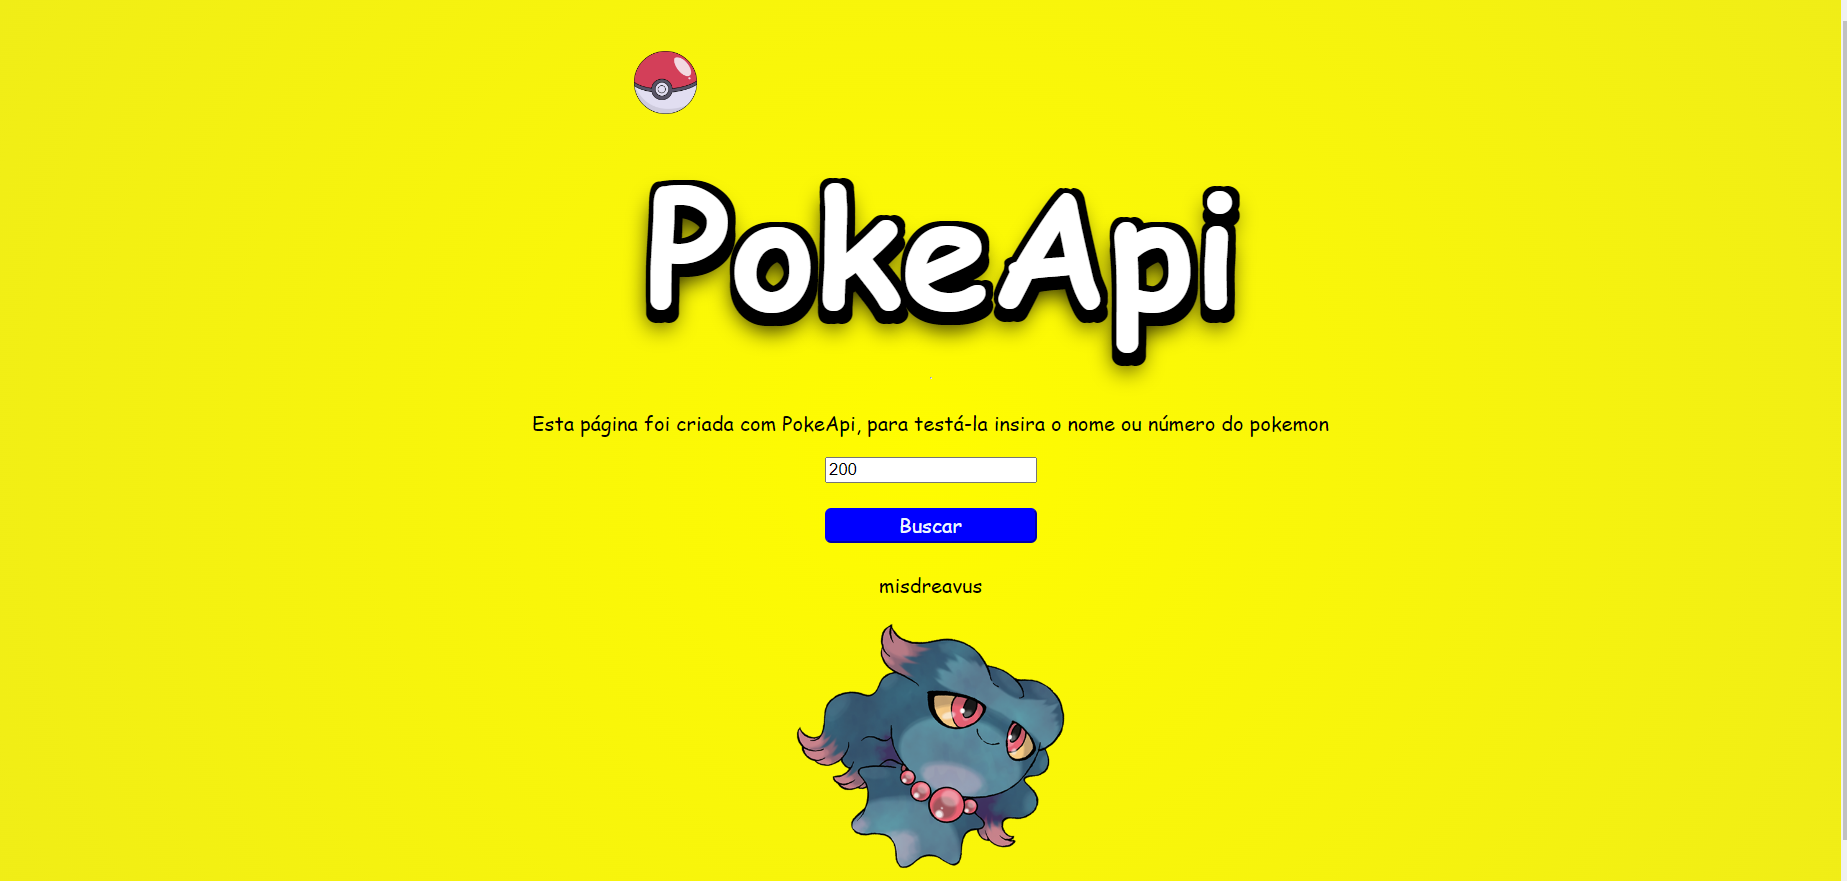 PokeApi
Esta página foi criada com PokeApi, para testá-la insira o nome ou número do pokemon
200
Buscar
misdreavus